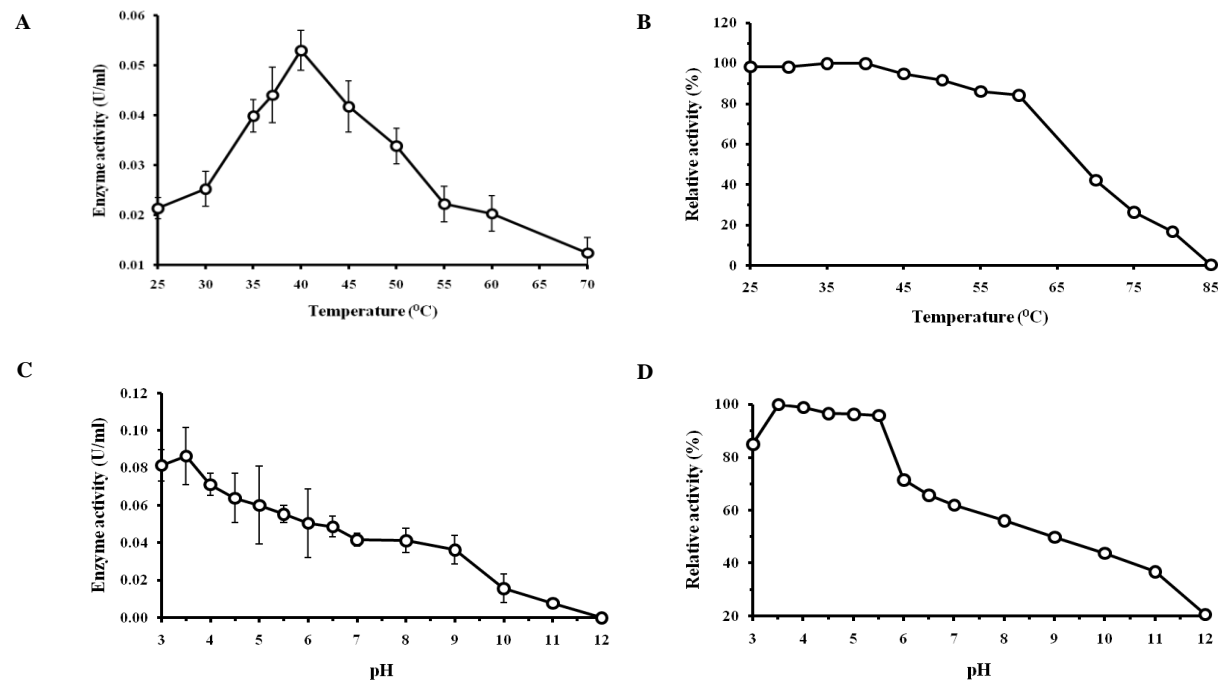 A
Enzyme activity (U/ml)
0.06
0.05
0.04
0.03
0.02
0.01
25 30 35 40 45 50 55 60 65 70
Temperature (OC)
B
Relative activity (%)
120
100
80
60
40
20
0
25 35 45 55 65 75 85
Temperature (OC)
C
Enzyme activity (U/ml)
0.12
0.10
0.08
0.06
0.04
0.02
0.00
3 4 5 6 7 8 9 10 11 12
pH
D
Relative activity (%)
100
80
60
40
20
3 4 5 6 7 8 9 10 11 12
pH